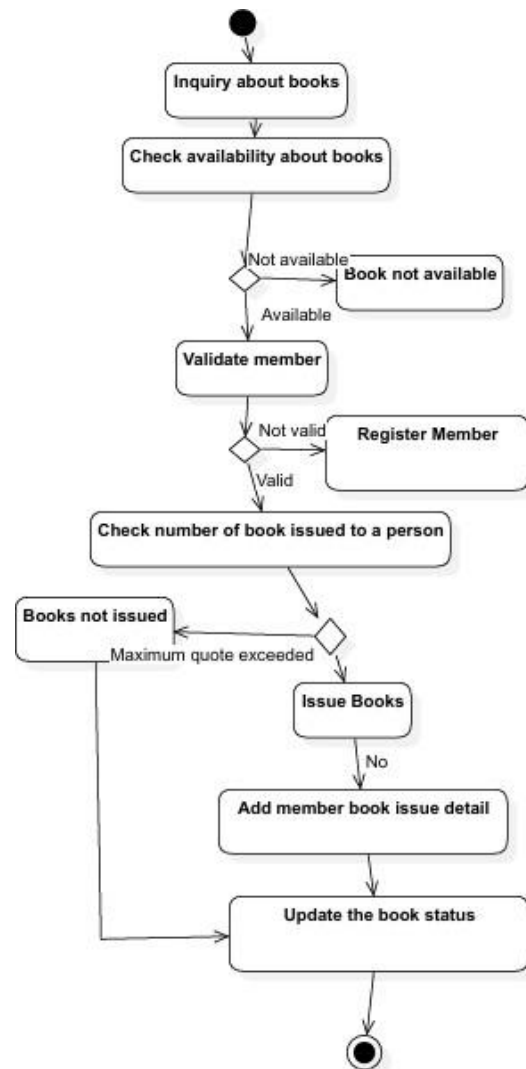 Inquiry about books
Check availability about books
Not available
Book not available
Available
Validate member
Not valid
Register Member
Valid
Check number of book issued to a person
Books not issued
Maximum quote exceeded
Issue Books
No
Add member book issue detail
Update the book status